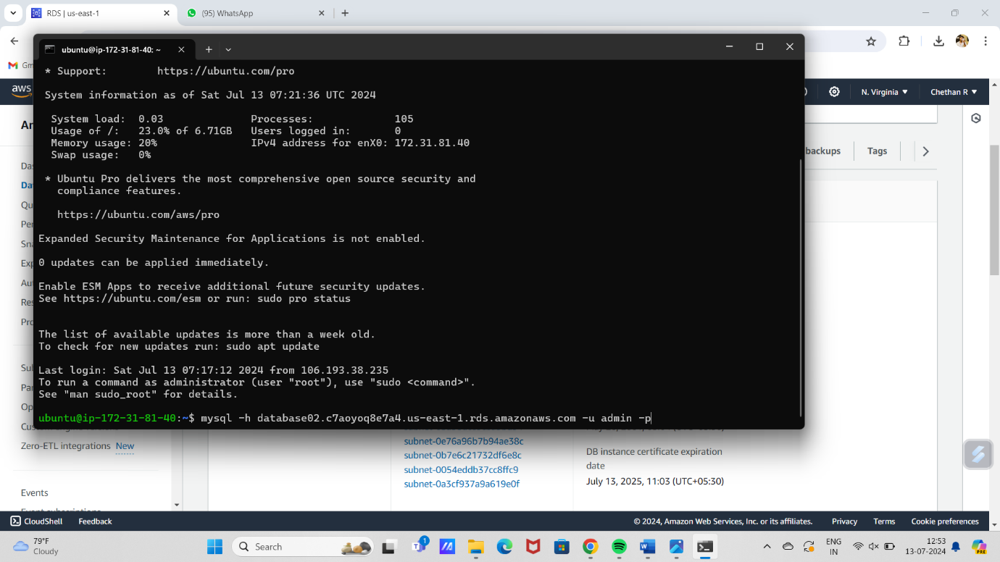 RDS | us-east-1
(95) WhatsApp
ubuntu@ip-172-31-81-40: ~
aws
N. Virginia
Chethan R
* Support: https://ubuntu.com/pro
System information as of Sat Jul 13 07:21:36 UTC 2024
System load: 0.03 Processes: 105
Usage of /: 23.0% of 6.71GB Users logged in: 0
Memory usage: 20% IPv4 address for enX0: 172.31.81.40
Swap usage: 0%
* Ubuntu Pro delivers the most comprehensive open source security and
compliance features.
https://ubuntu.com/aws/pro
Expanded Security Maintenance for Applications is not enabled.
0 updates can be applied immediately.
Enable ESM Apps to receive additional future security updates.
See https://ubuntu.com/esm or run: sudo pro status
The list of available updates is more than a week old.
To check for new updates run: sudo apt update
Last login: Sat Jul 13 07:17:12 2024 from 106.193.38.235
To run a command as administrator (user "root"), use "sudo <command>".
See "man sudo_root" for details.
ubuntu@ip-172-31-81-40:~$ mysql -h database02.c7aoyoq8e7a4.us-east-1.rds.amazonaws.com -u admin -p
backups
Tags
Zero-ETL integrations New
Events
subnet-0e76a96b7b94ae38c
subnet-0b7e6c21732df6e8c
subnet-0054eddb37cc8ffc9
subnet-0a3cf937a9a619e0f
DB instance certificate expiration
date
July 13, 2025, 11:03 (UTC+05:30)
CloudShell Feedback © 2024, Amazon Web Services, Inc. or its affiliates. Privacy Terms Cookie preferences
79°F
Cloudy
Search
1
W
PRE
ENG
IN
12:53
13-07-2024